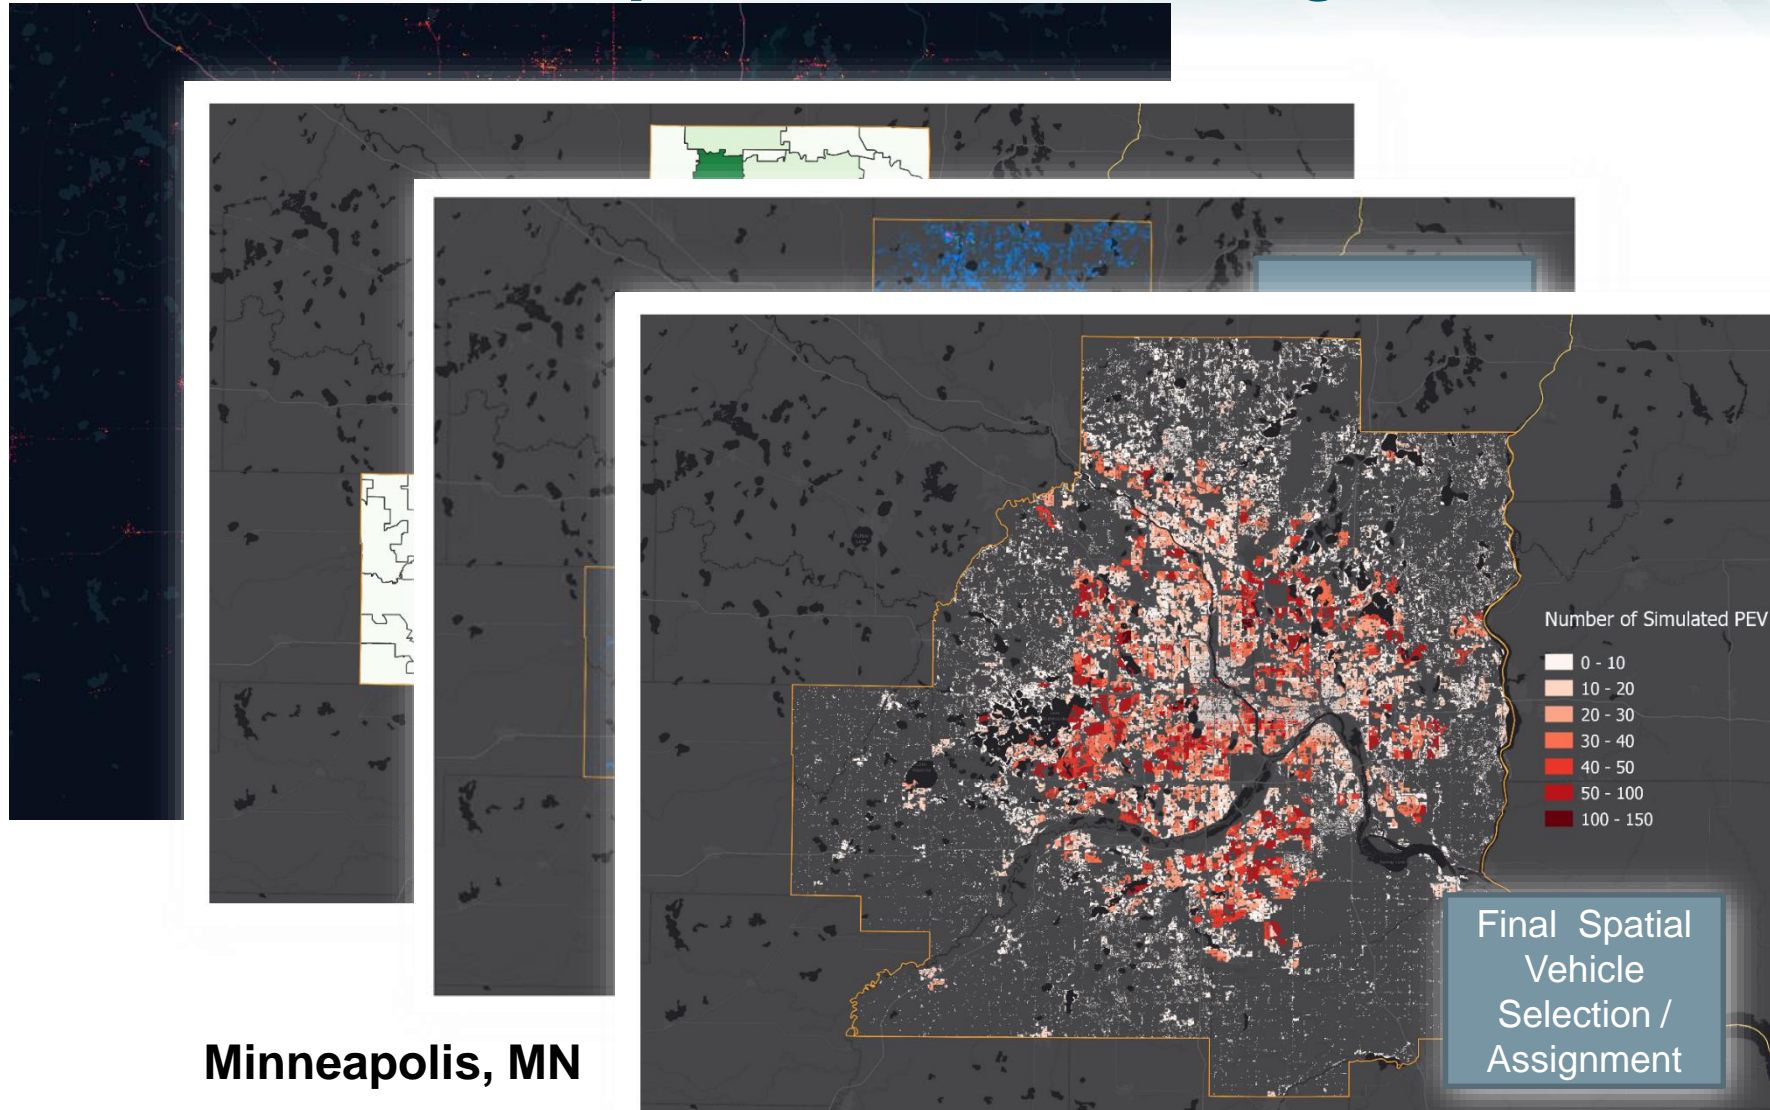 Number of Simulated PEV
0 - 10
10 - 20
20 - 30
30 - 40
40 - 50
50 - 100
100 - 150
Final Spatial
Vehicle
Selection /
Assignment
Minneapolis, MN